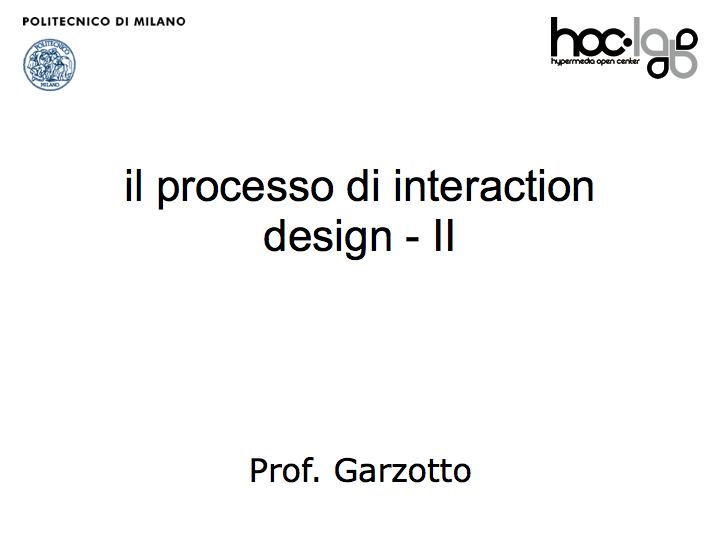 POLITECNICO DI MILANO
POLITECNICO
MILANO
hoc·lab
hypermedia open center
il processo di interaction
design - II
Prof. Garzotto